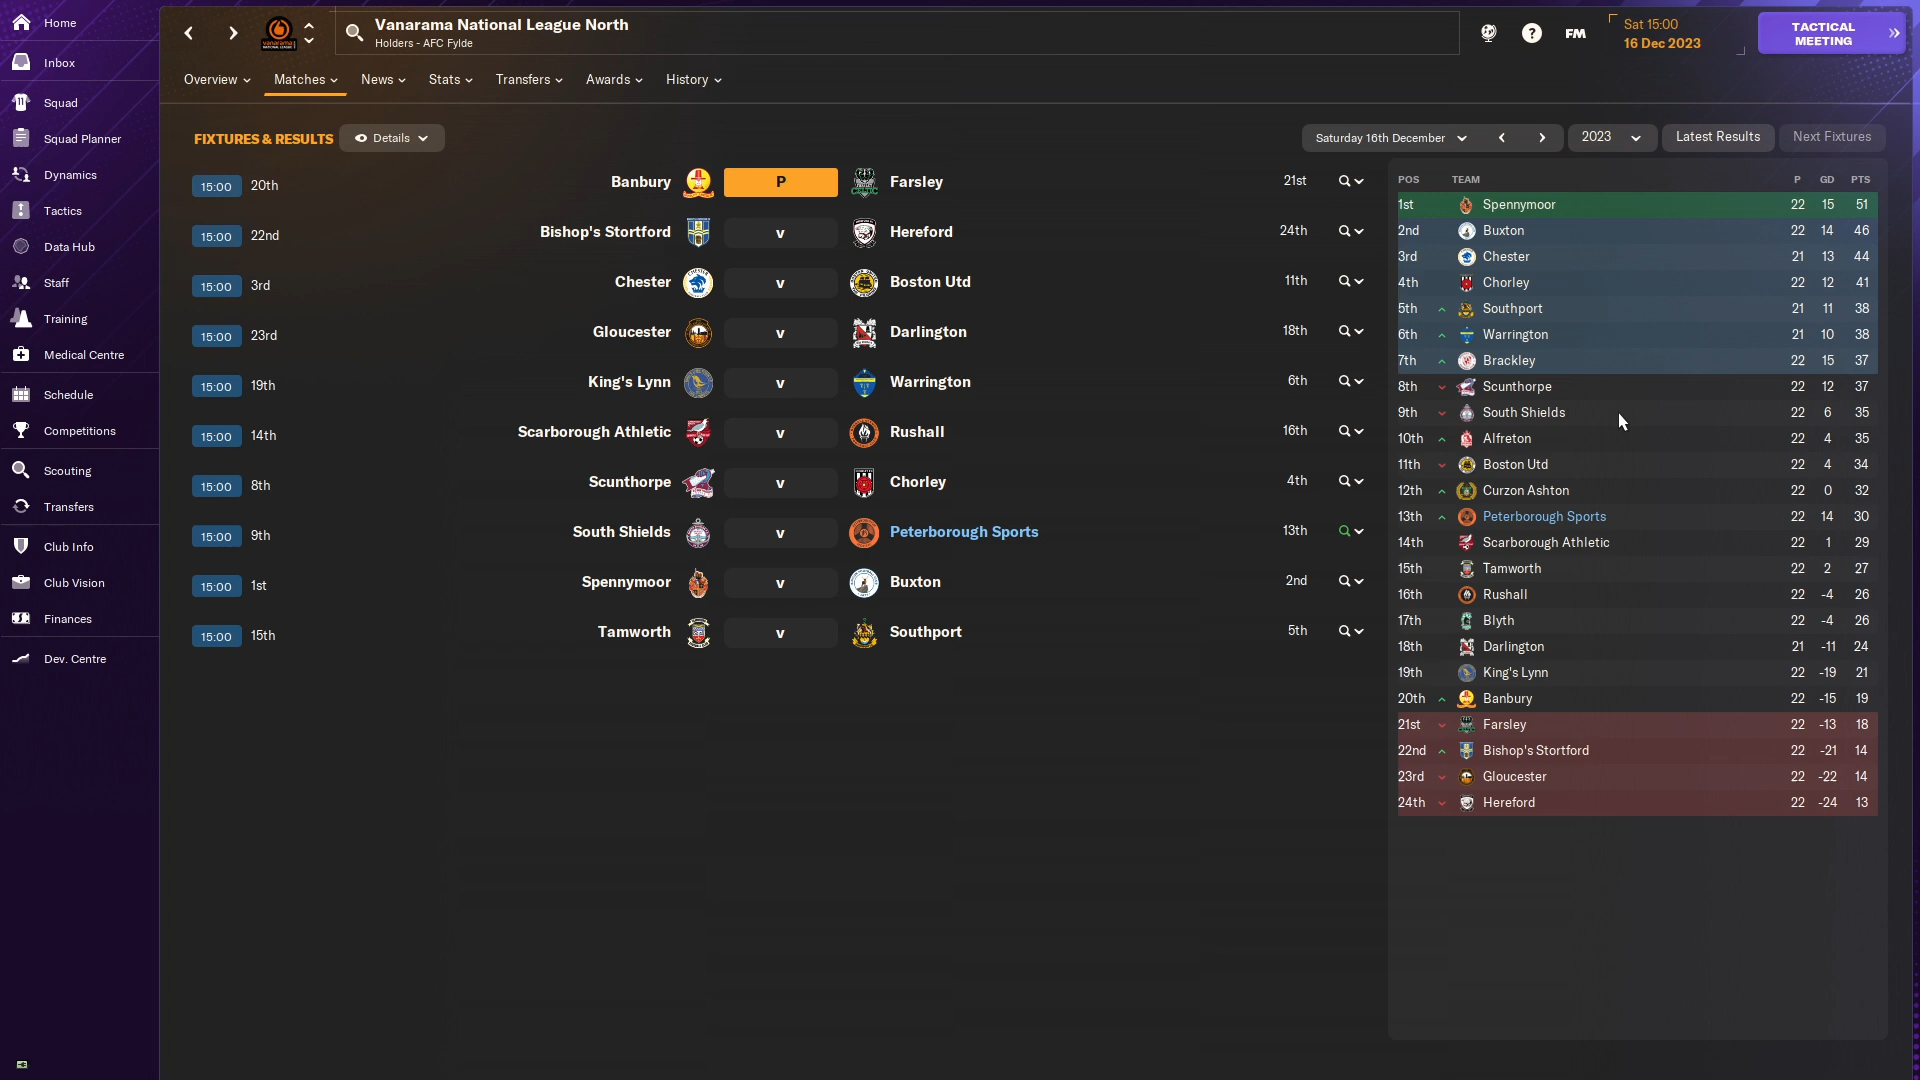 Home
Inbox
Squad
Squad Planner
Dynamics
Tactics
Data Hub
Staff
Training
Medical Centre
Schedule
Competitions
Scouting
Transfers
Club Info
Club Vision
Finances
Dev. Centre
Vanarama National League North
Holders - AFC Fylde
FM
Sat 15:00
16 Dec 2023
TACTICAL
MEETING
Overview Matches News Stats Transfers Awards History
FIXTURES & RESULTS Details
Saturday 16th December 2023 Latest Results Next Fixtures
15:00 20th Banbury P Farsley 21st
15:00 22nd Bishop's Stortford v Hereford 24th
15:00 3rd Chester v Boston Utd 11th
15:00 23rd Gloucester v Darlington 18th
15:00 19th King's Lynn v Warrington 6th
15:00 14th Scarborough Athletic v Rushall 16th
15:00 8th Scunthorpe v Chorley 4th
15:00 9th South Shields v Peterborough Sports 13th
15:00 1st Spennymoor v Buxton 2nd
15:00 15th Tamworth v Southport 5th
POS TEAM P GD PTS
1st Spennymoor 22 15 51
2nd Buxton 22 14 46
3rd Chester 21 13 44
4th Chorley 22 12 41
5th Southport 21 11 38
6th Warrington 21 10 38
7th Brackley 22 15 37
8th Scunthorpe 22 12 37
9th South Shields 22 6 35
10th Alfreton 22 4 35
11th Boston Utd 22 4 34
12th Curzon Ashton 22 0 32
13th Peterborough Sports 22 14 30
14th Scarborough Athletic 22 1 29
15th Tamworth 22 2 27
16th Rushall 22 -4 26
17th Blyth 22 -4 26
18th Darlington 21 -11 24
19th King's Lynn 22 -19 21
20th Banbury 22 -15 19
21st Farsley 22 -13 18
22nd Bishop's Stortford 22 -21 14
23rd Gloucester 22 -22 14
24th Hereford 22 -24 13